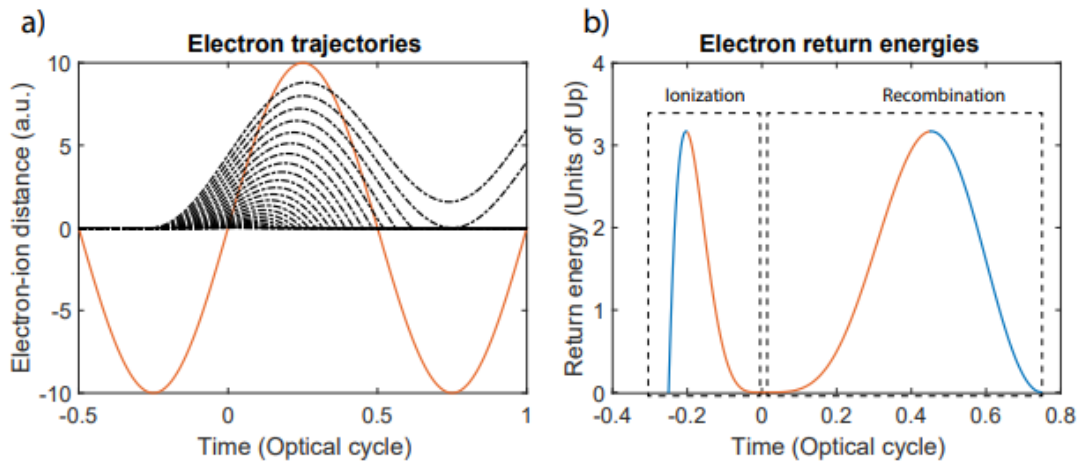 a)
Electron trajectories
10
5
0
-5
-10
Electron-ion distance (a.u.)
-0.5 0 0.5 1
Time (Optical cycle)
b)
Electron return energies
4
3
2
1
0
Return energy (Units of Up)
Ionization Recombination
-0.4 -0.2 0 0.2 0.4 0.6 0.8
Time (Optical cycle)